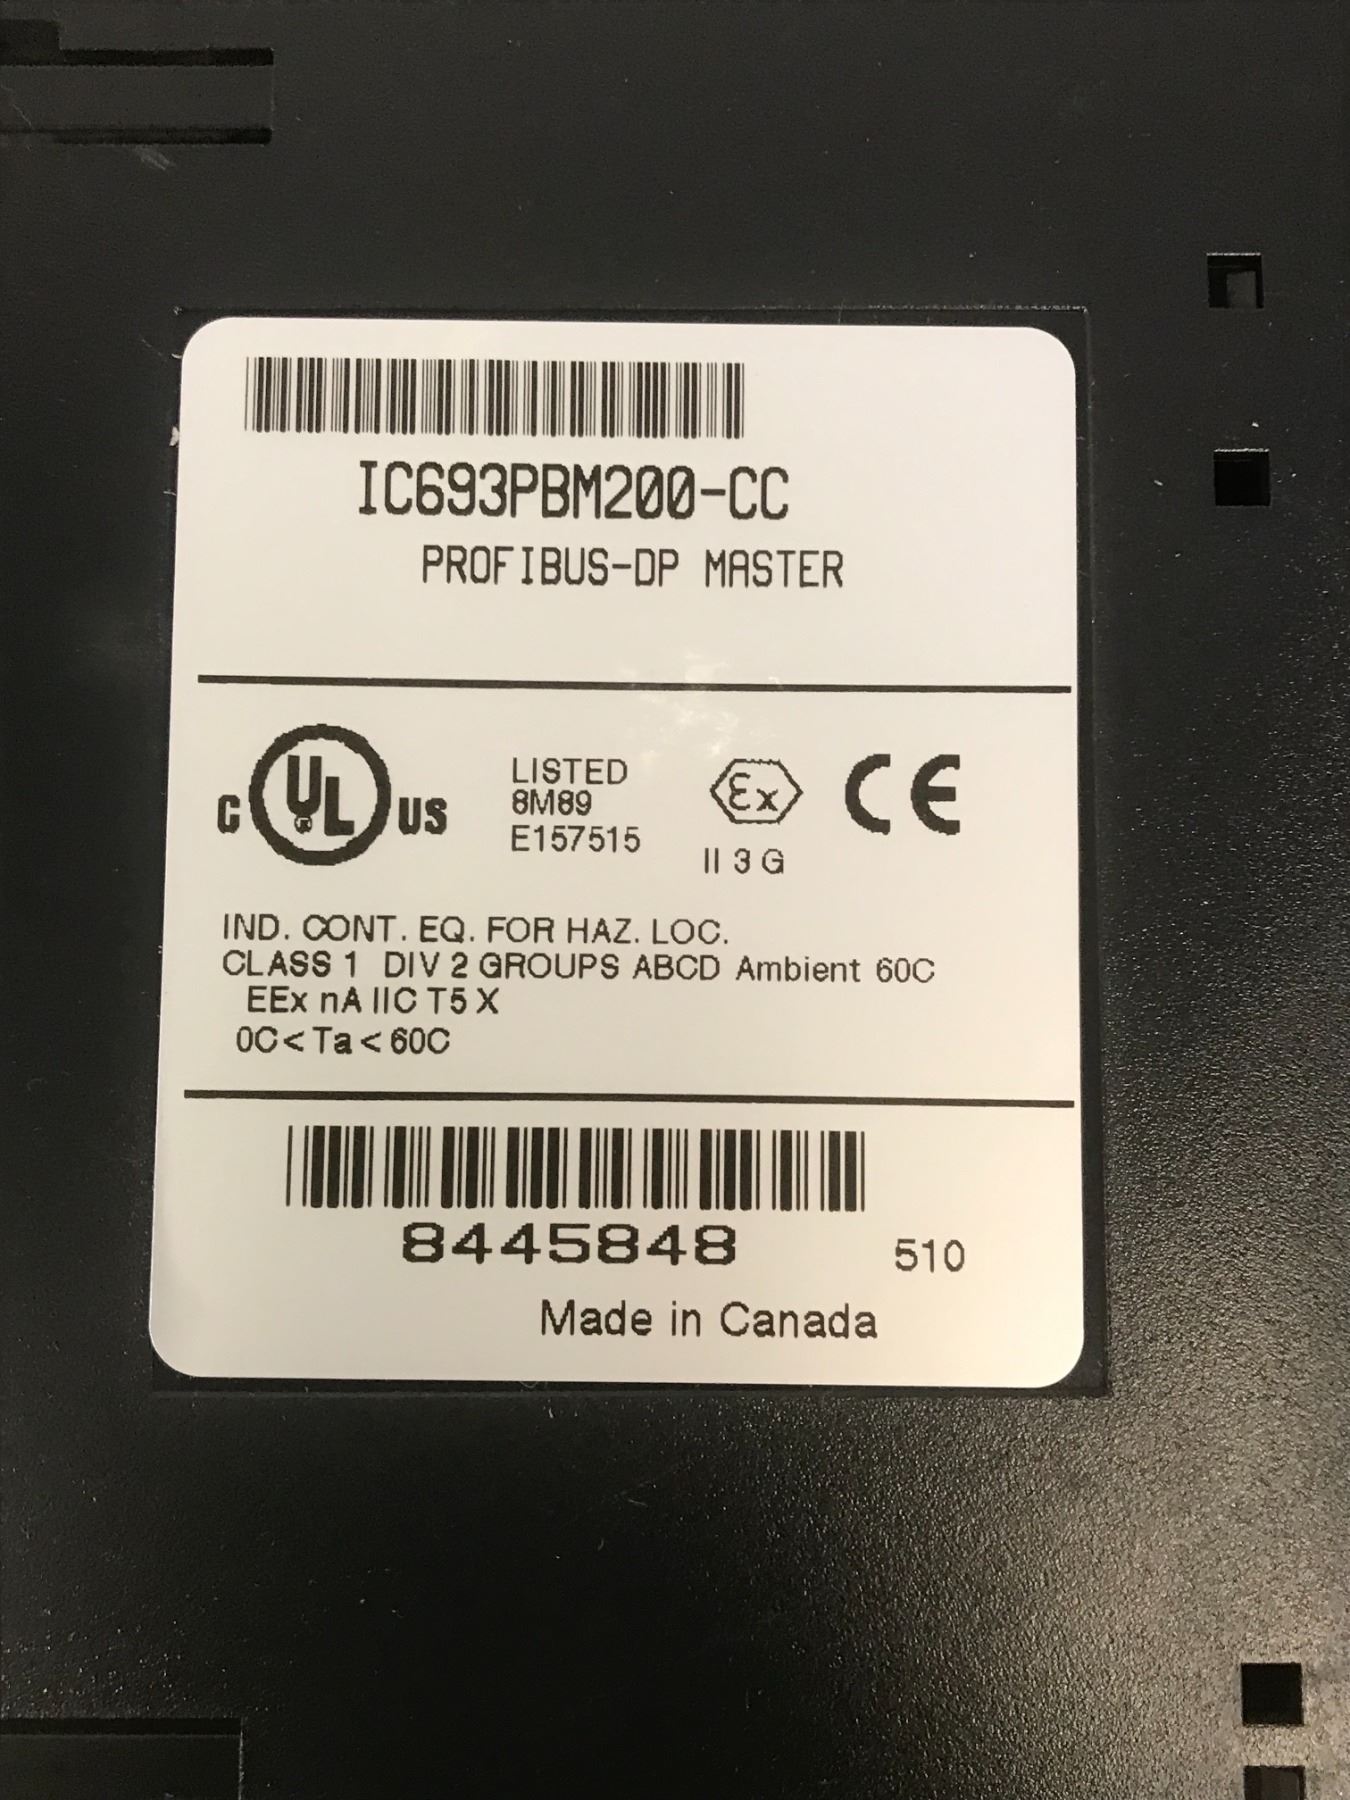 IC693PBM200-CC
PROFIBUS-DP MASTER
C UL US
LISTED
8M89
E157515
Ex
II 3 G
CE
IND. CONT. EQ. FOR HAZ. LOC.
CLASS 1 DIV 2 GROUPS ABCD Ambient 60C
EEx nA IIC T5 X
0C < Ta < 60C
8445848
510
Made in Canada